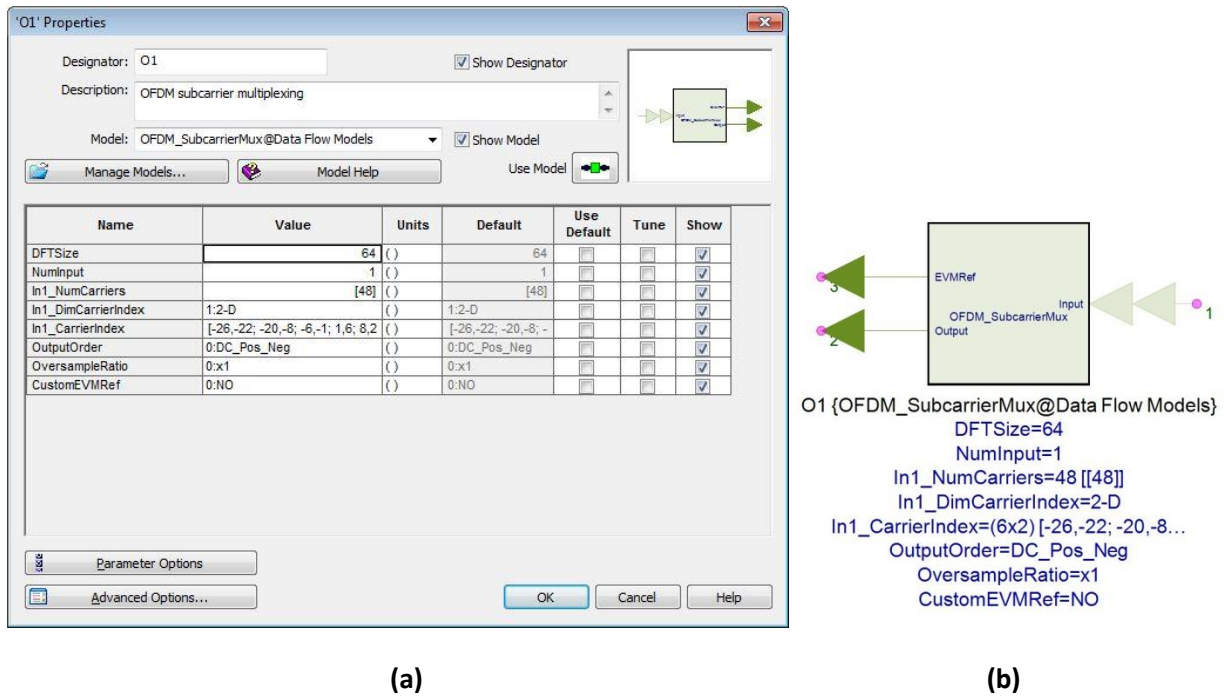 'O1' Properties
Designator: O1
Show Designator
Description: OFDM subcarrier multiplexing
Model: OFDM_SubcarrierMux@Data Flow Models
Show Model
Manage Models...
Model Help
Use Model
Name Value Units Default Use Default Tune Show
DFTSize 64 () 64
NumInput 1 () 1
In1_NumCarriers [48] () [48]
In1_DimCarrierIndex 1:2-D () 1:2-D
In1_CarrierIndex [-26,-22; -20,-8; -6,-1; 1,6; 8,2 () [-26,-22; -20,-8; -
OutputOrder 0:DC_Pos_Neg () 0:DC_Pos_Neg
OversampleRatio 0:x1 () 0:x1
CustomEVMRef 0:NO () 0:NO
Parameter Options
Advanced Options...
OK Cancel Help
(a)
EVMRef
3
Input
1
OFDM_SubcarrierMux
Output
2
O1 {OFDM_SubcarrierMux@Data Flow Models}
DFTSize=64
NumInput=1
In1_NumCarriers=48 [[48]]
In1_DimCarrierIndex=2-D
In1_CarrierIndex=(6x2) [-26,-22; -20,-8...
OutputOrder=DC_Pos_Neg
OversampleRatio=x1
CustomEVMRef=NO
(b)